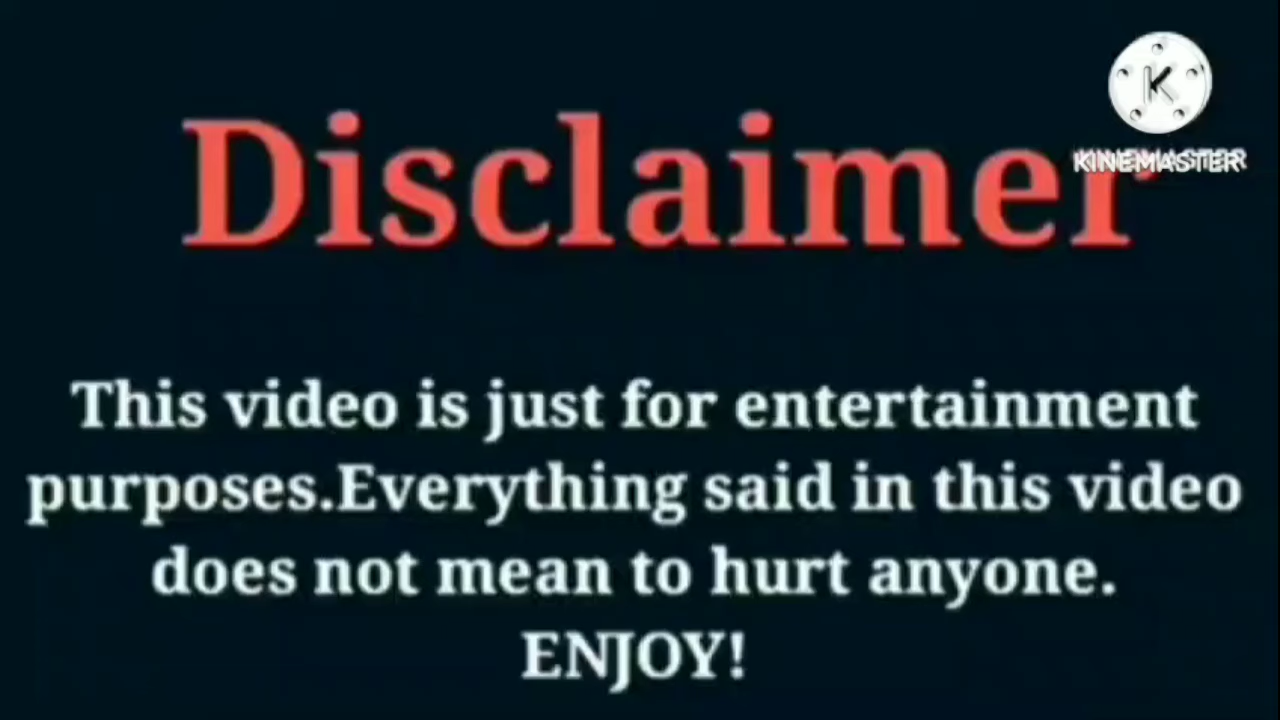 K
KINEMASTER
Disclaimer
This video is just for entertainment
purposes.Everything said in this video
does not mean to hurt anyone.
ENJOY!